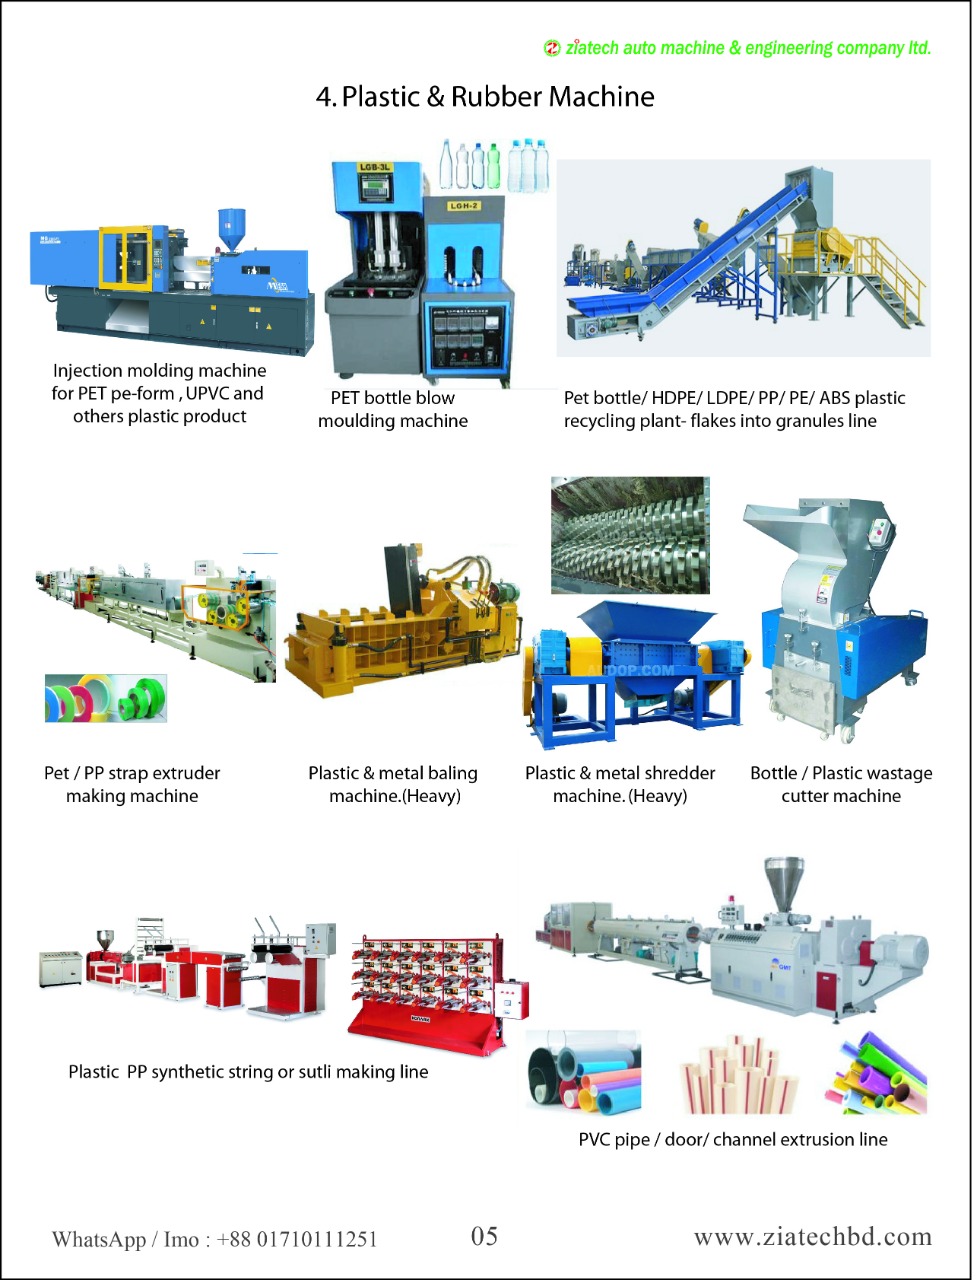 ziatech auto machine & engineering company ltd.
4. Plastic & Rubber Machine
LGB-3L
LGH-2
Injection molding machine
for PET pe-form , UPVC and
others plastic product
PET bottle blow
moulding machine
Pet bottle/ HDPE/ LDPE/ PP/ PE/ ABS plastic
recycling plant- flakes into granules line
AUDOP.COM
Pet / PP strap extruder
making machine
Plastic & metal baling
machine.(Heavy)
Plastic & metal shredder
machine. (Heavy)
Bottle / Plastic wastage
cutter machine
GMT
Plastic PP synthetic string or sutli making line
PVC pipe / door/ channel extrusion line
WhatsApp / Imo : +88 01710111251
05
www.ziatechbd.com